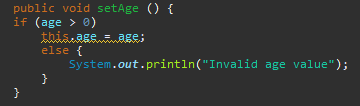 public void setAge () {
if (age > 0)
this.age = age;
else {
System.out.println("Invalid age value");
}
}